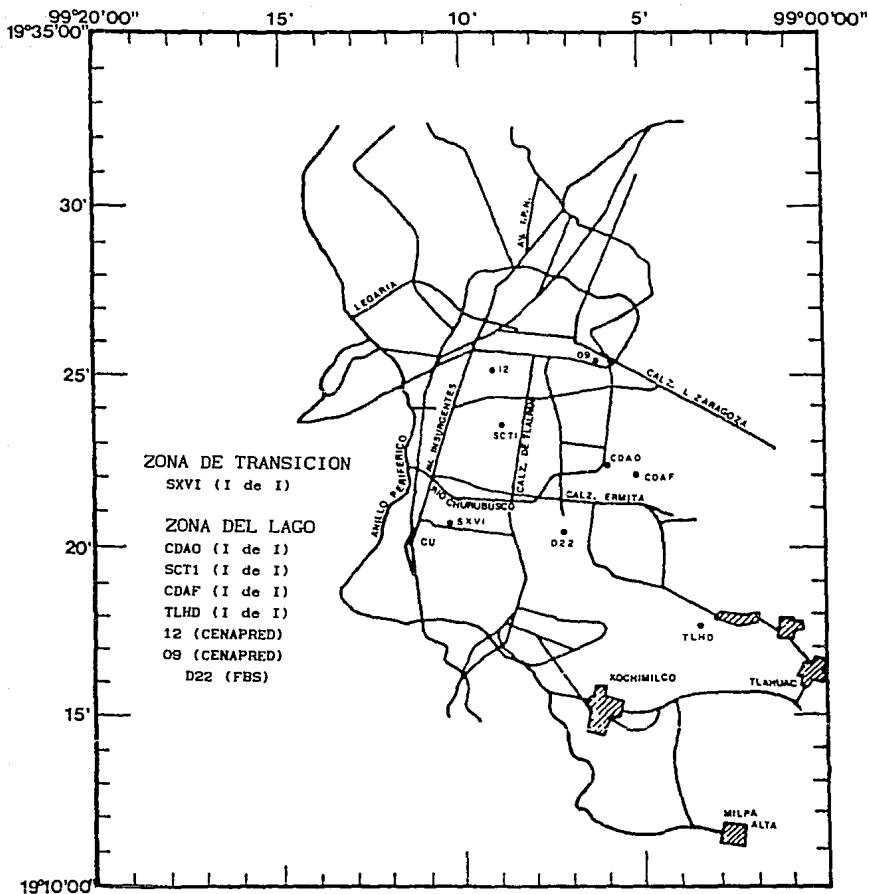 99°20'00"
10'
5'
99°00'00"
19°35'00"
30'
AV. I.P.N.
LEGARIA
09
25'
12
CALZ. I. ZARAGOZA
AV. INSURGENTES
CALZ. DE TLALPAN
SCT1
ANILLO PERIFERICO
CDAO
CDAF
ZONA DE TRANSICION
SXVI (I de I)
RIO CHURUBUSCO
CALZ. ERMITA
ZONA DEL LAGO
SXVI
CDAO (I de I)
20'
CU
D22
SCT1 (I de I)
CDAF (I de I)
TLHD (I de I)
12 (CENAPRED)
TLHD
09 (CENAPRED)
D22 (FBS)
XOCHIMILCO
TLAHUAC
15'
MILPA
ALTA
19°10'00"